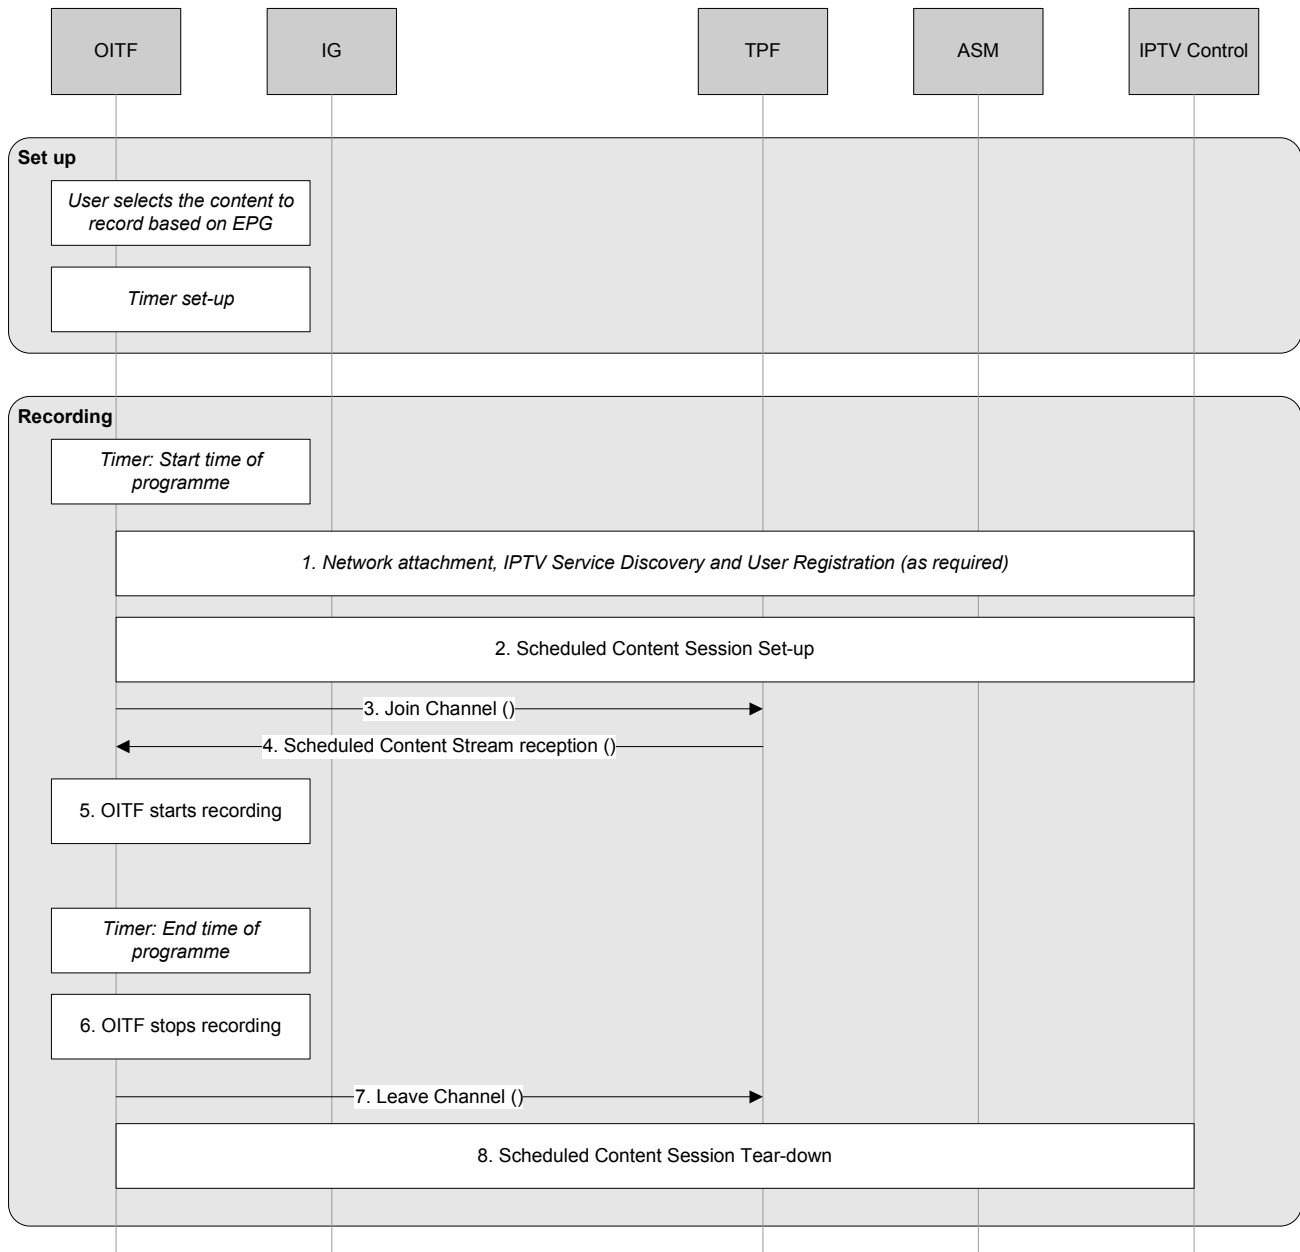 OITF
IG
TPF
ASM
IPTV Control
Set up
User selects the content to
record based on EPG
Timer set-up
Recording
Timer: Start time of
programme
1. Network attachment, IPTV Service Discovery and User Registration (as required)
2. Scheduled Content Session Set-up
3. Join Channel ()
4. Scheduled Content Stream reception ()
5. OITF starts recording
Timer: End time of
programme
6. OITF stops recording
7. Leave Channel ()
8. Scheduled Content Session Tear-down